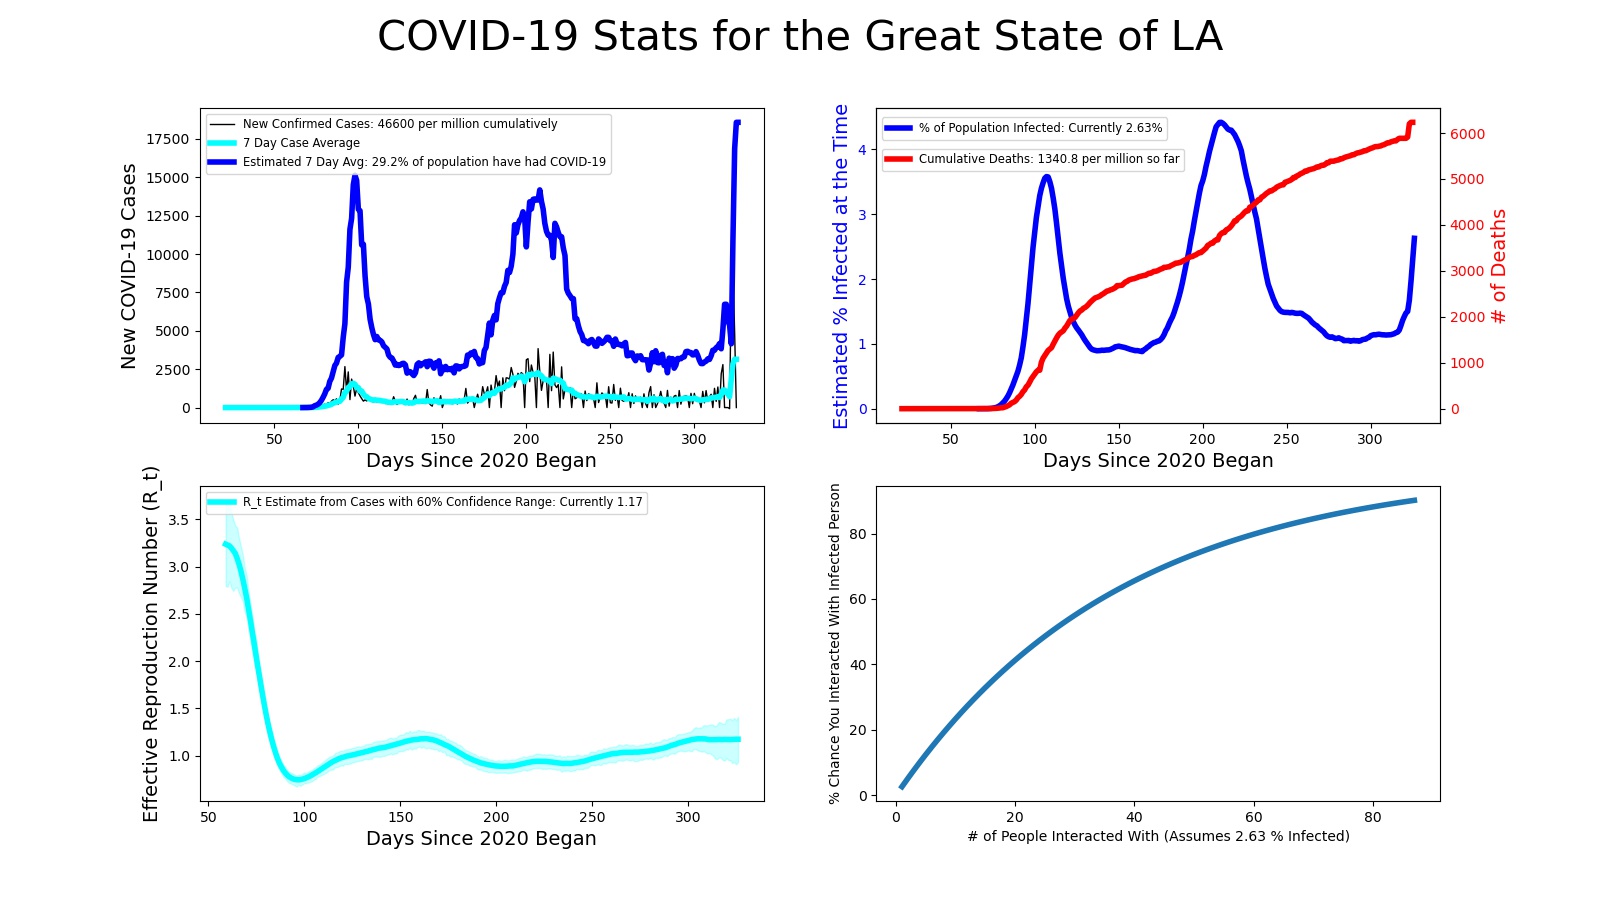 COVID-19 Stats for the Great State of LA
New COVID-19 Cases
17500
15000
12500
10000
7500
5000
2500
0
New Confirmed Cases: 46600 per million cumulatively
7 Day Case Average
Estimated 7 Day Avg: 29.2% of population have had COVID-19
50 100 150 200 250 300
Days Since 2020 Began
Estimated % Infected at the Time
4
3
2
1
0
% of Population Infected: Currently 2.63%
Cumulative Deaths: 1340.8 per million so far
6000
5000
4000
3000
2000
1000
0
# of Deaths
50 100 150 200 250 300
Days Since 2020 Began
Effective Reproduction Number (R_t)
3.5
3.0
2.5
2.0
1.5
1.0
R_t Estimate from Cases with 60% Confidence Range: Currently 1.17
50 100 150 200 250 300
Days Since 2020 Began
% Chance You Interacted With Infected Person
80
60
40
20
0
0 20 40 60 80
# of People Interacted With (Assumes 2.63 % Infected)